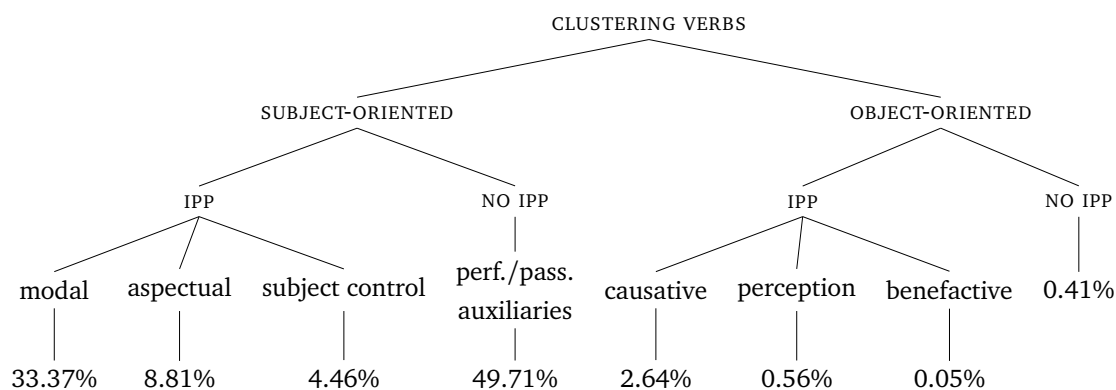 CLUSTERING VERBS
SUBJECT-ORIENTED OBJECT-ORIENTED
IPP NO IPP IPP NO IPP
modal aspectual subject control perf./pass. auxiliaries causative perception benefactive 0.41%
33.37% 8.81% 4.46% 49.71% 2.64% 0.56% 0.05%